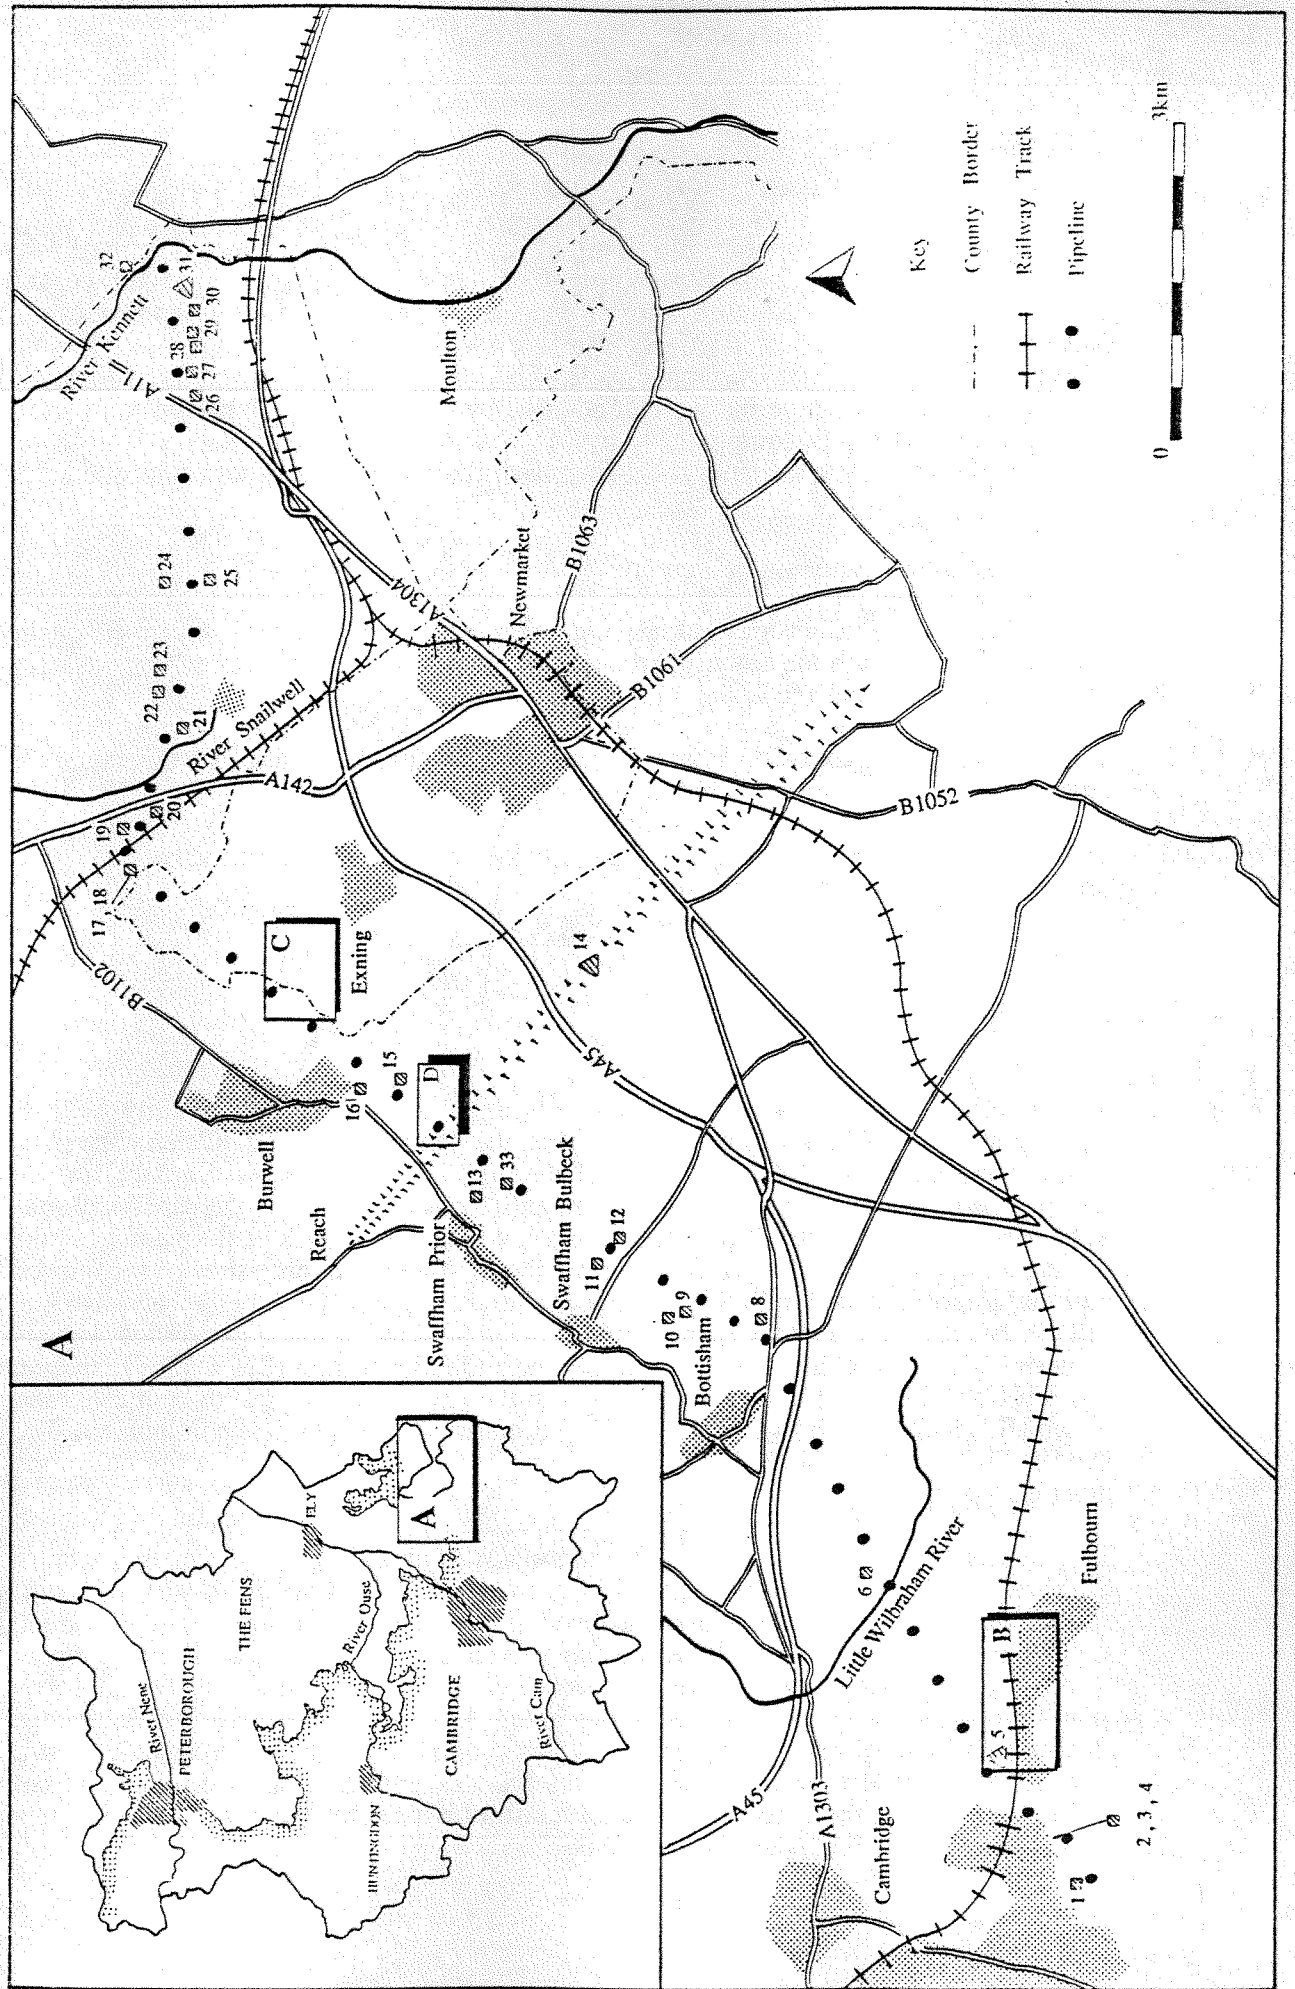 A
PETERBOROUGH
River Nene
THE FENS
ELY
River Ouse
HUNTINGDON
CAMBRIDGE
River Cam
A
Reach
Burwell
Swaffham Prior
Swaffham Bulbeck
Bottisham
Exning
Newmarket
Moulton
Cambridge
Fulbourn
River Snailwell
River Kennett
Little Wilbraham River
B1102
A142
A11
A1304
B1063
B1061
B1052
A45
A45
A1303
B
C
D
1
2 , 3 , 4
5
6
8
9
10
11
12
13
33
14
15
16
17
18
19
20
21
22
23
24
25
26
27
28
29
30
31
32
Key
County Border
Railway Track
Pipeline
0
3km